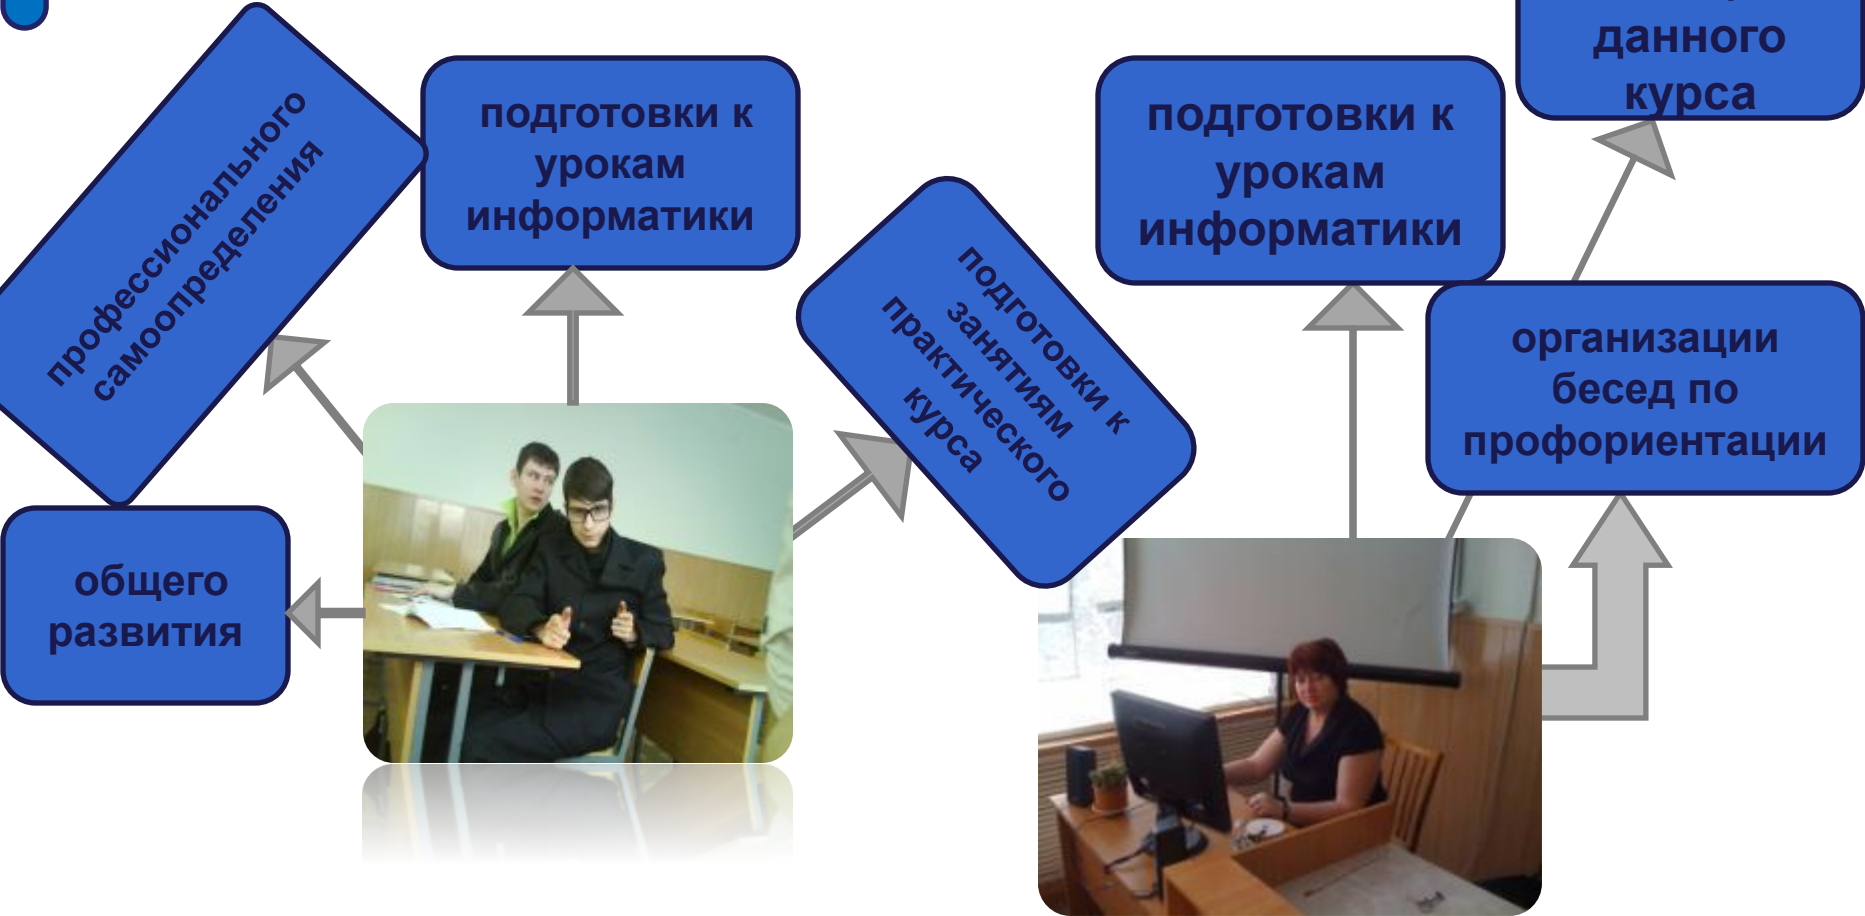 профессионального
самоопределения
подготовки к
урокам
информатики
общего
развития
подготовки к
занятиям
практического
курса
подготовки к
урокам
информатики
данного
курса
организации
бесед по
профориентации